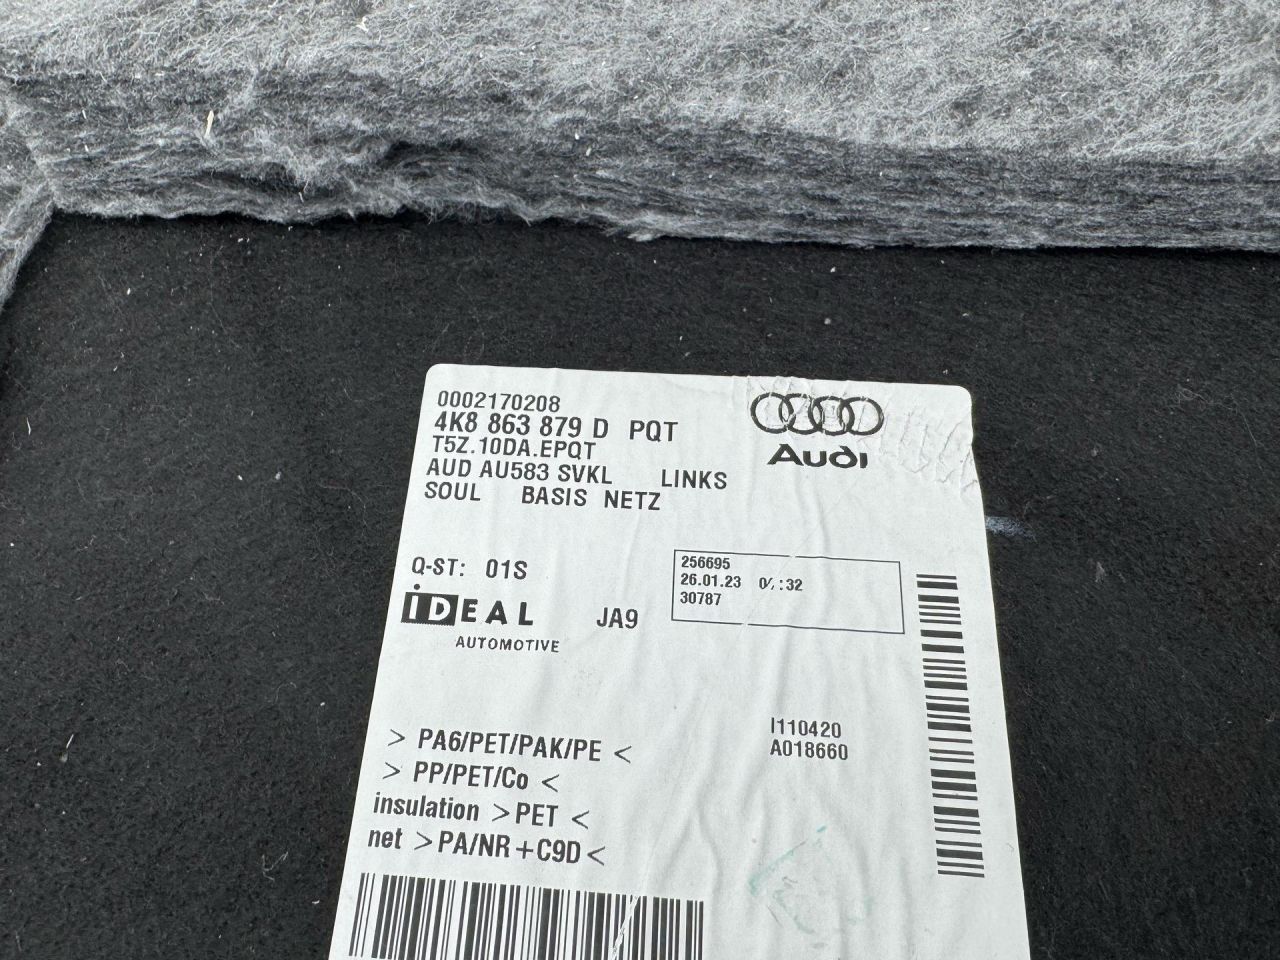 0002170208
4K8 863 879 D PQT
T5Z.10DA.EPQT
AUD AU583 SVKL LINKS
SOUL BASIS NETZ
Audi
Q-ST: 01S
iDEAL
AUTOMOTIVE
JA9
256695
26.01.23
30787
I110420
A018660
> PA6/PET/PAK/PE <
> PP/PET/Co <
insulation >PET <
net >PA/NR+C9D<